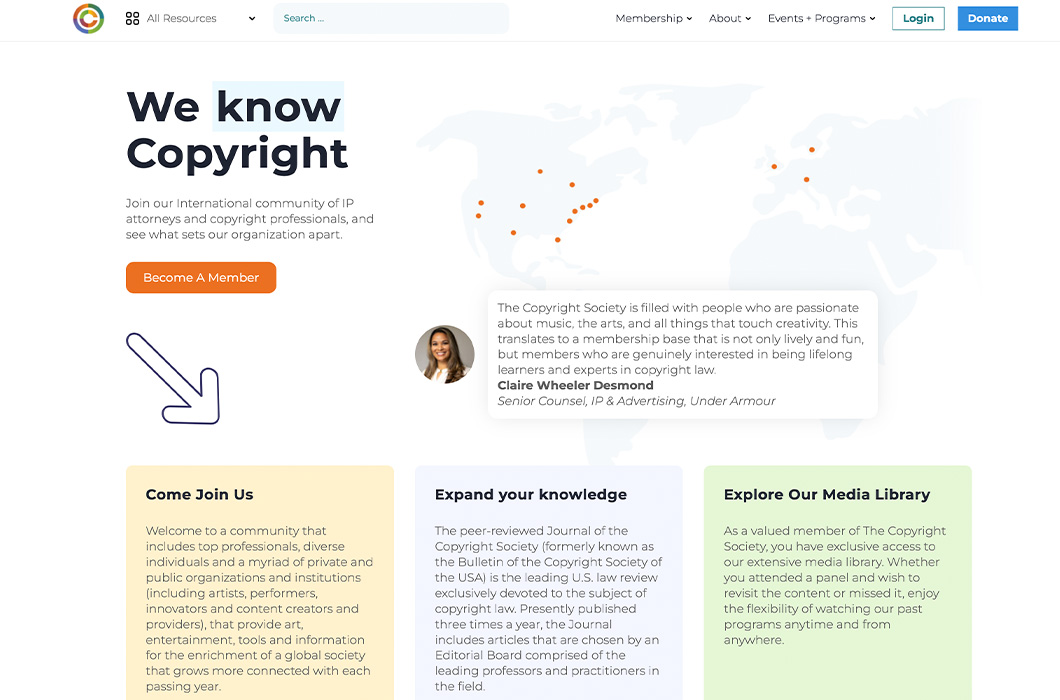 All Resources
Search ...
Membership
About
Events + Programs
Login
Donate
We know
Copyright
Join our International community of IP
attorneys and copyright professionals, and
see what sets our organization apart.
Become A Member
The Copyright Society is filled with people who are passionate
about music, the arts, and all things that touch creativity. This
translates to a membership base that is not only lively and fun,
but members who are genuinely interested in being lifelong
learners and experts in copyright law.
Claire Wheeler Desmond
Senior Counsel, IP & Advertising, Under Armour
Come Join Us
Welcome to a community that
includes top professionals, diverse
individuals and a myriad of private and
public organizations and institutions
(including artists, performers,
innovators and content creators and
providers), that provide art,
entertainment, tools and information
for the enrichment of a global society
that grows more connected with each
passing year.
Expand your knowledge
The peer-reviewed Journal of the
Copyright Society (formerly known as
the Bulletin of the Copyright Society of
the USA) is the leading U.S. law review
exclusively devoted to the subject of
copyright law. Presently published
three times a year, the Journal
includes articles that are chosen by an
Editorial Board comprised of the
leading professors and practitioners in
the field.
Explore Our Media Library
As a valued member of The Copyright
Society, you have exclusive access to
our extensive media library. Whether
you attended a panel and wish to
revisit the content or missed it, enjoy
the flexibility of watching our past
programs anytime and from
anywhere.